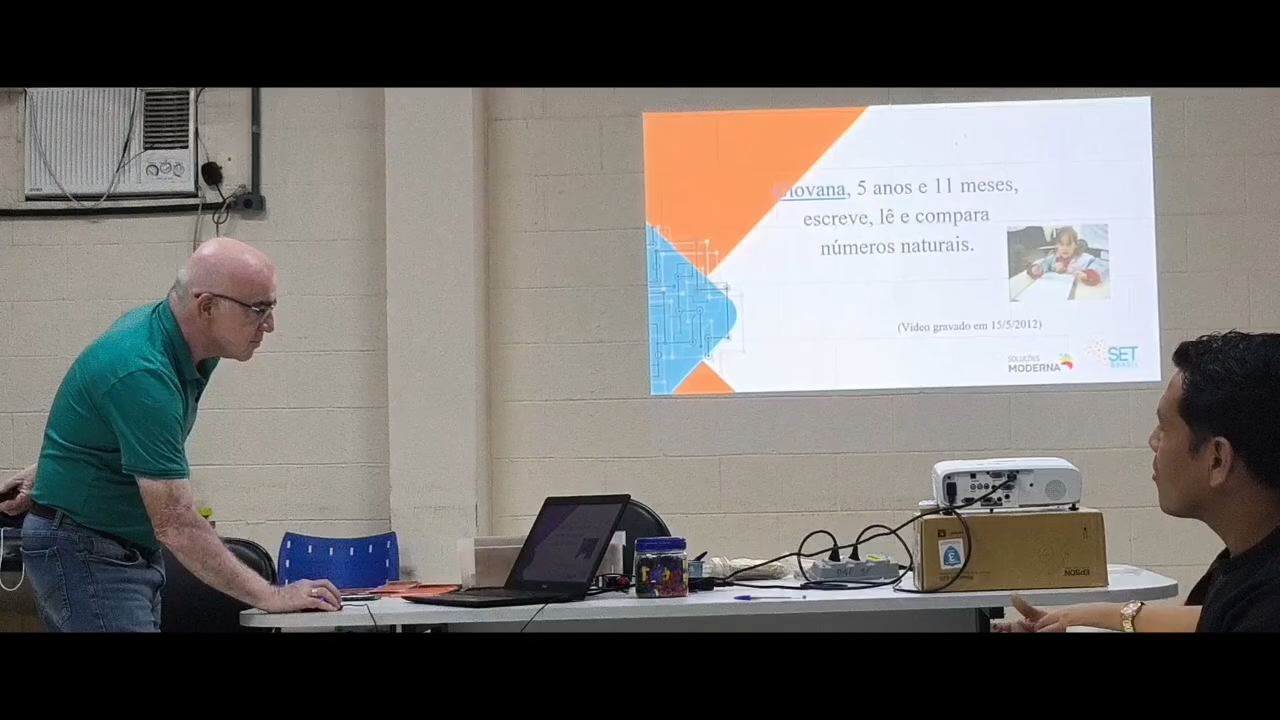 Giovana, 5 anos e 11 meses,
escreve, lê e compara
números naturais.
(Vídeo gravado em 15/5/2012)
SOLUÇÕES
MODERNA
SET
BRASIL
EPSON